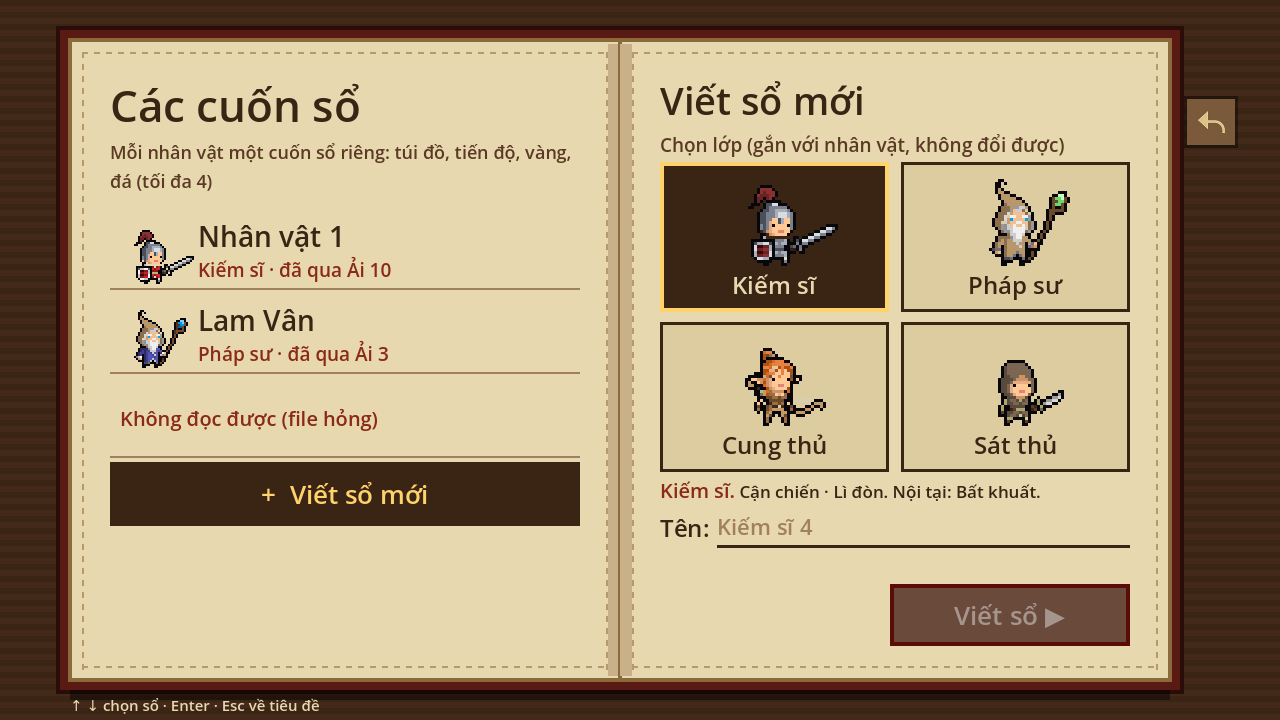 Các cuốn sổ
Mỗi nhân vật một cuốn sổ riêng: túi đồ, tiến độ, vàng,
đá (tối đa 4)
Nhân vật 1
Kiếm sĩ · đã qua Ải 10
Lam Vân
Pháp sư · đã qua Ải 3
Không đọc được (file hỏng)
+ Viết sổ mới
Viết sổ mới
Chọn lớp (gắn với nhân vật, không đổi được)
Kiếm sĩ
Pháp sư
Cung thủ
Sát thủ
Kiếm sĩ. Cận chiến · Lì đòn. Nội tại: Bất khuất.
Tên: Kiếm sĩ 4
Viết sổ ▶
↑ ↓ chọn sổ · Enter · Esc về tiêu đề